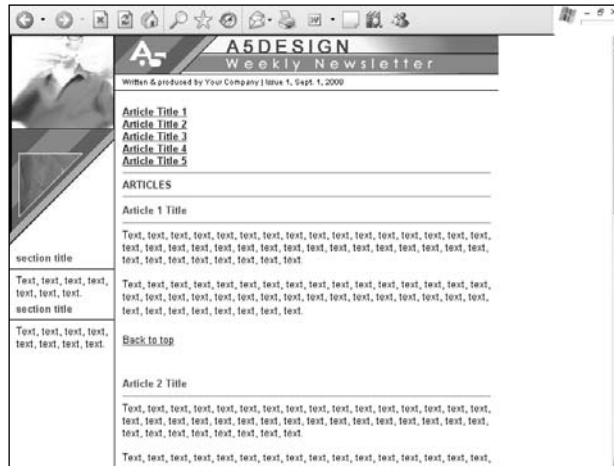 A5-
A5DESIGN
Weekly Newsletter
Written & produced by Your Company | Issue 1, Sept. 1, 2000
Article Title 1
Article Title 2
Article Title 3
Article Title 4
Article Title 5
ARTICLES
Article 1 Title
Text, text, text, text, text, text, text, text, text, text, text, text, text, text, text,
text, text, text, text, text, text, text, text, text, text, text, text, text, text, text,
text, text, text, text, text, text, text, text.
Text, text, text, text, text, text, text, text, text, text, text, text, text, text, text,
text, text, text, text, text, text, text, text, text, text, text, text, text, text, text,
text, text, text, text, text, text, text, text.
Back to top
Article 2 Title
Text, text, text, text, text, text, text, text, text, text, text, text, text, text, text,
text, text, text, text, text, text, text, text, text, text, text, text, text, text, text,
text, text, text, text, text, text, text, text.
Text, text, text, text, text, text, text, text, text, text, text, text, text, text, text,
section title
Text, text, text, text,
text, text, text.
section title
Text, text, text, text,
text, text, text, text.